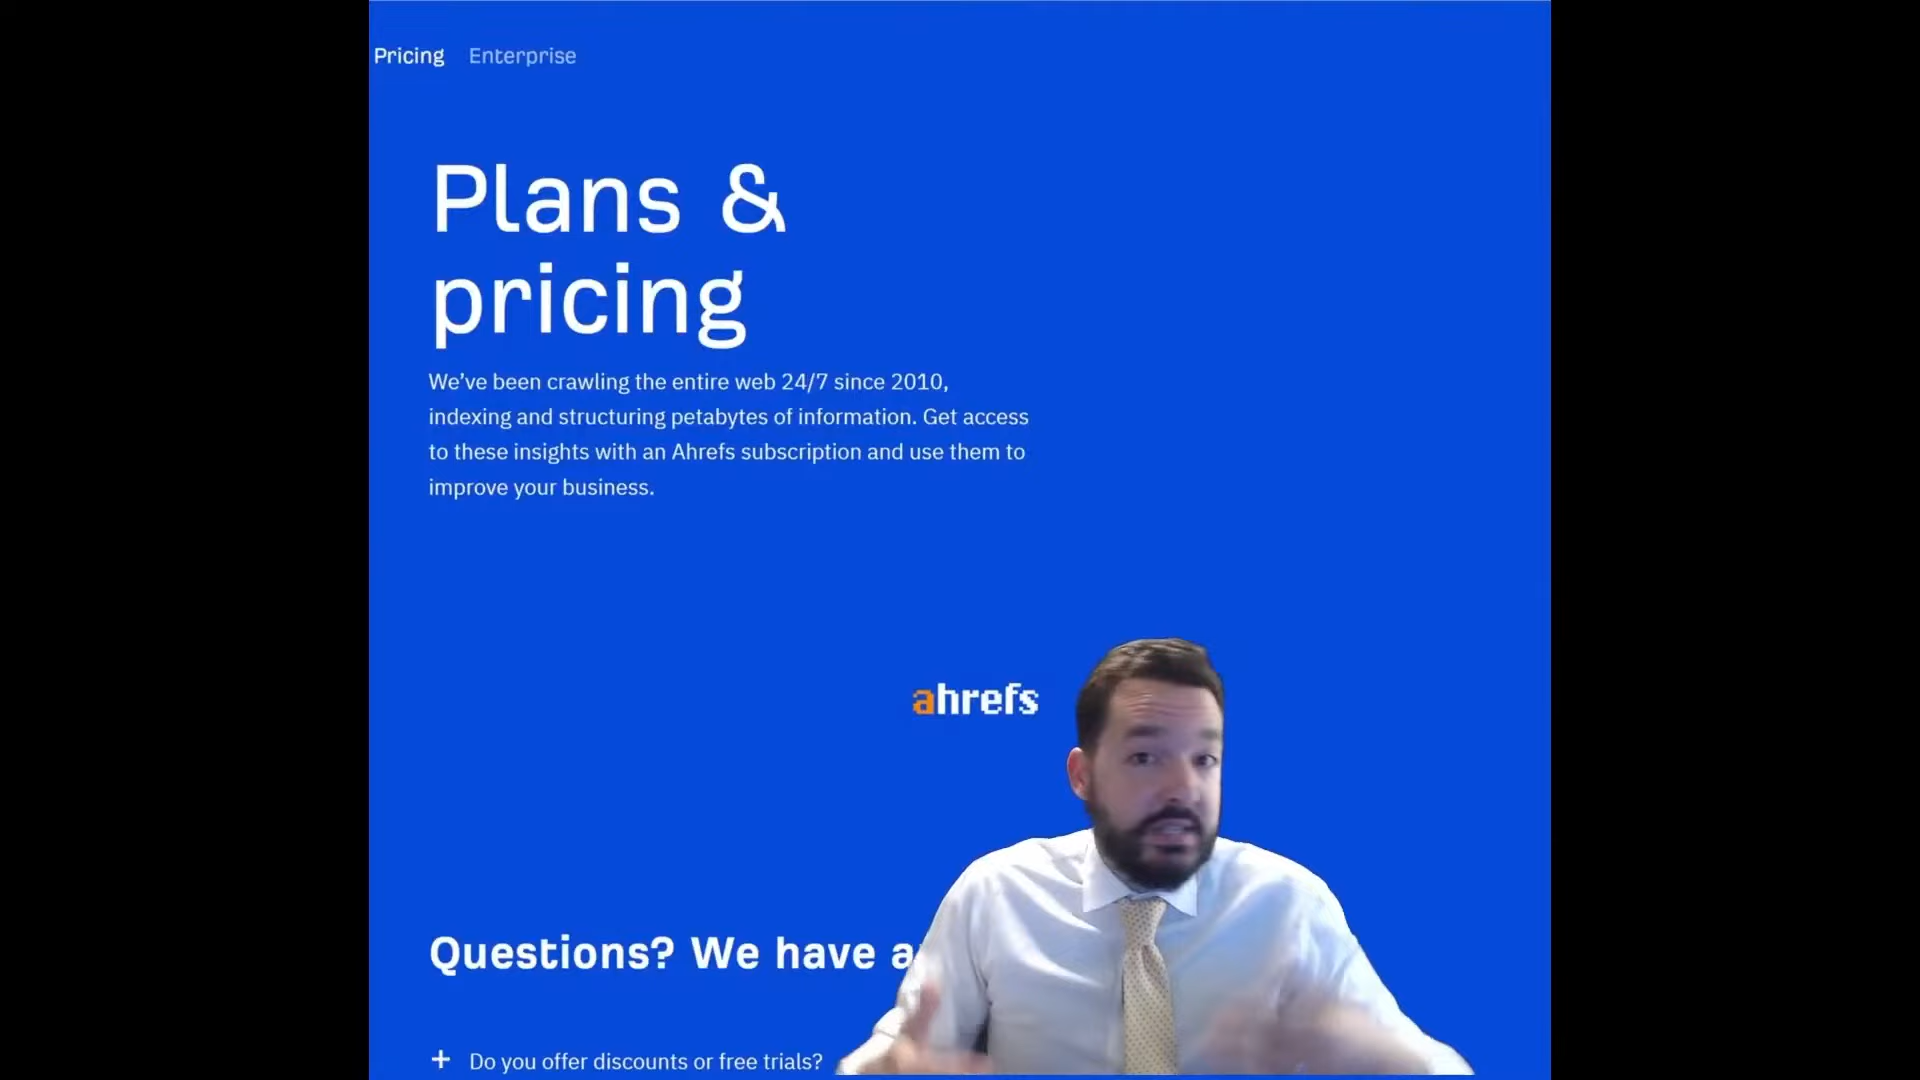 Pricing Enterprise
Plans &
pricing
We’ve been crawling the entire web 24/7 since 2010,
indexing and structuring petabytes of information. Get access
to these insights with an Ahrefs subscription and use them to
improve your business.
ahrefs
Questions? We have
+ Do you offer discounts or free trials?